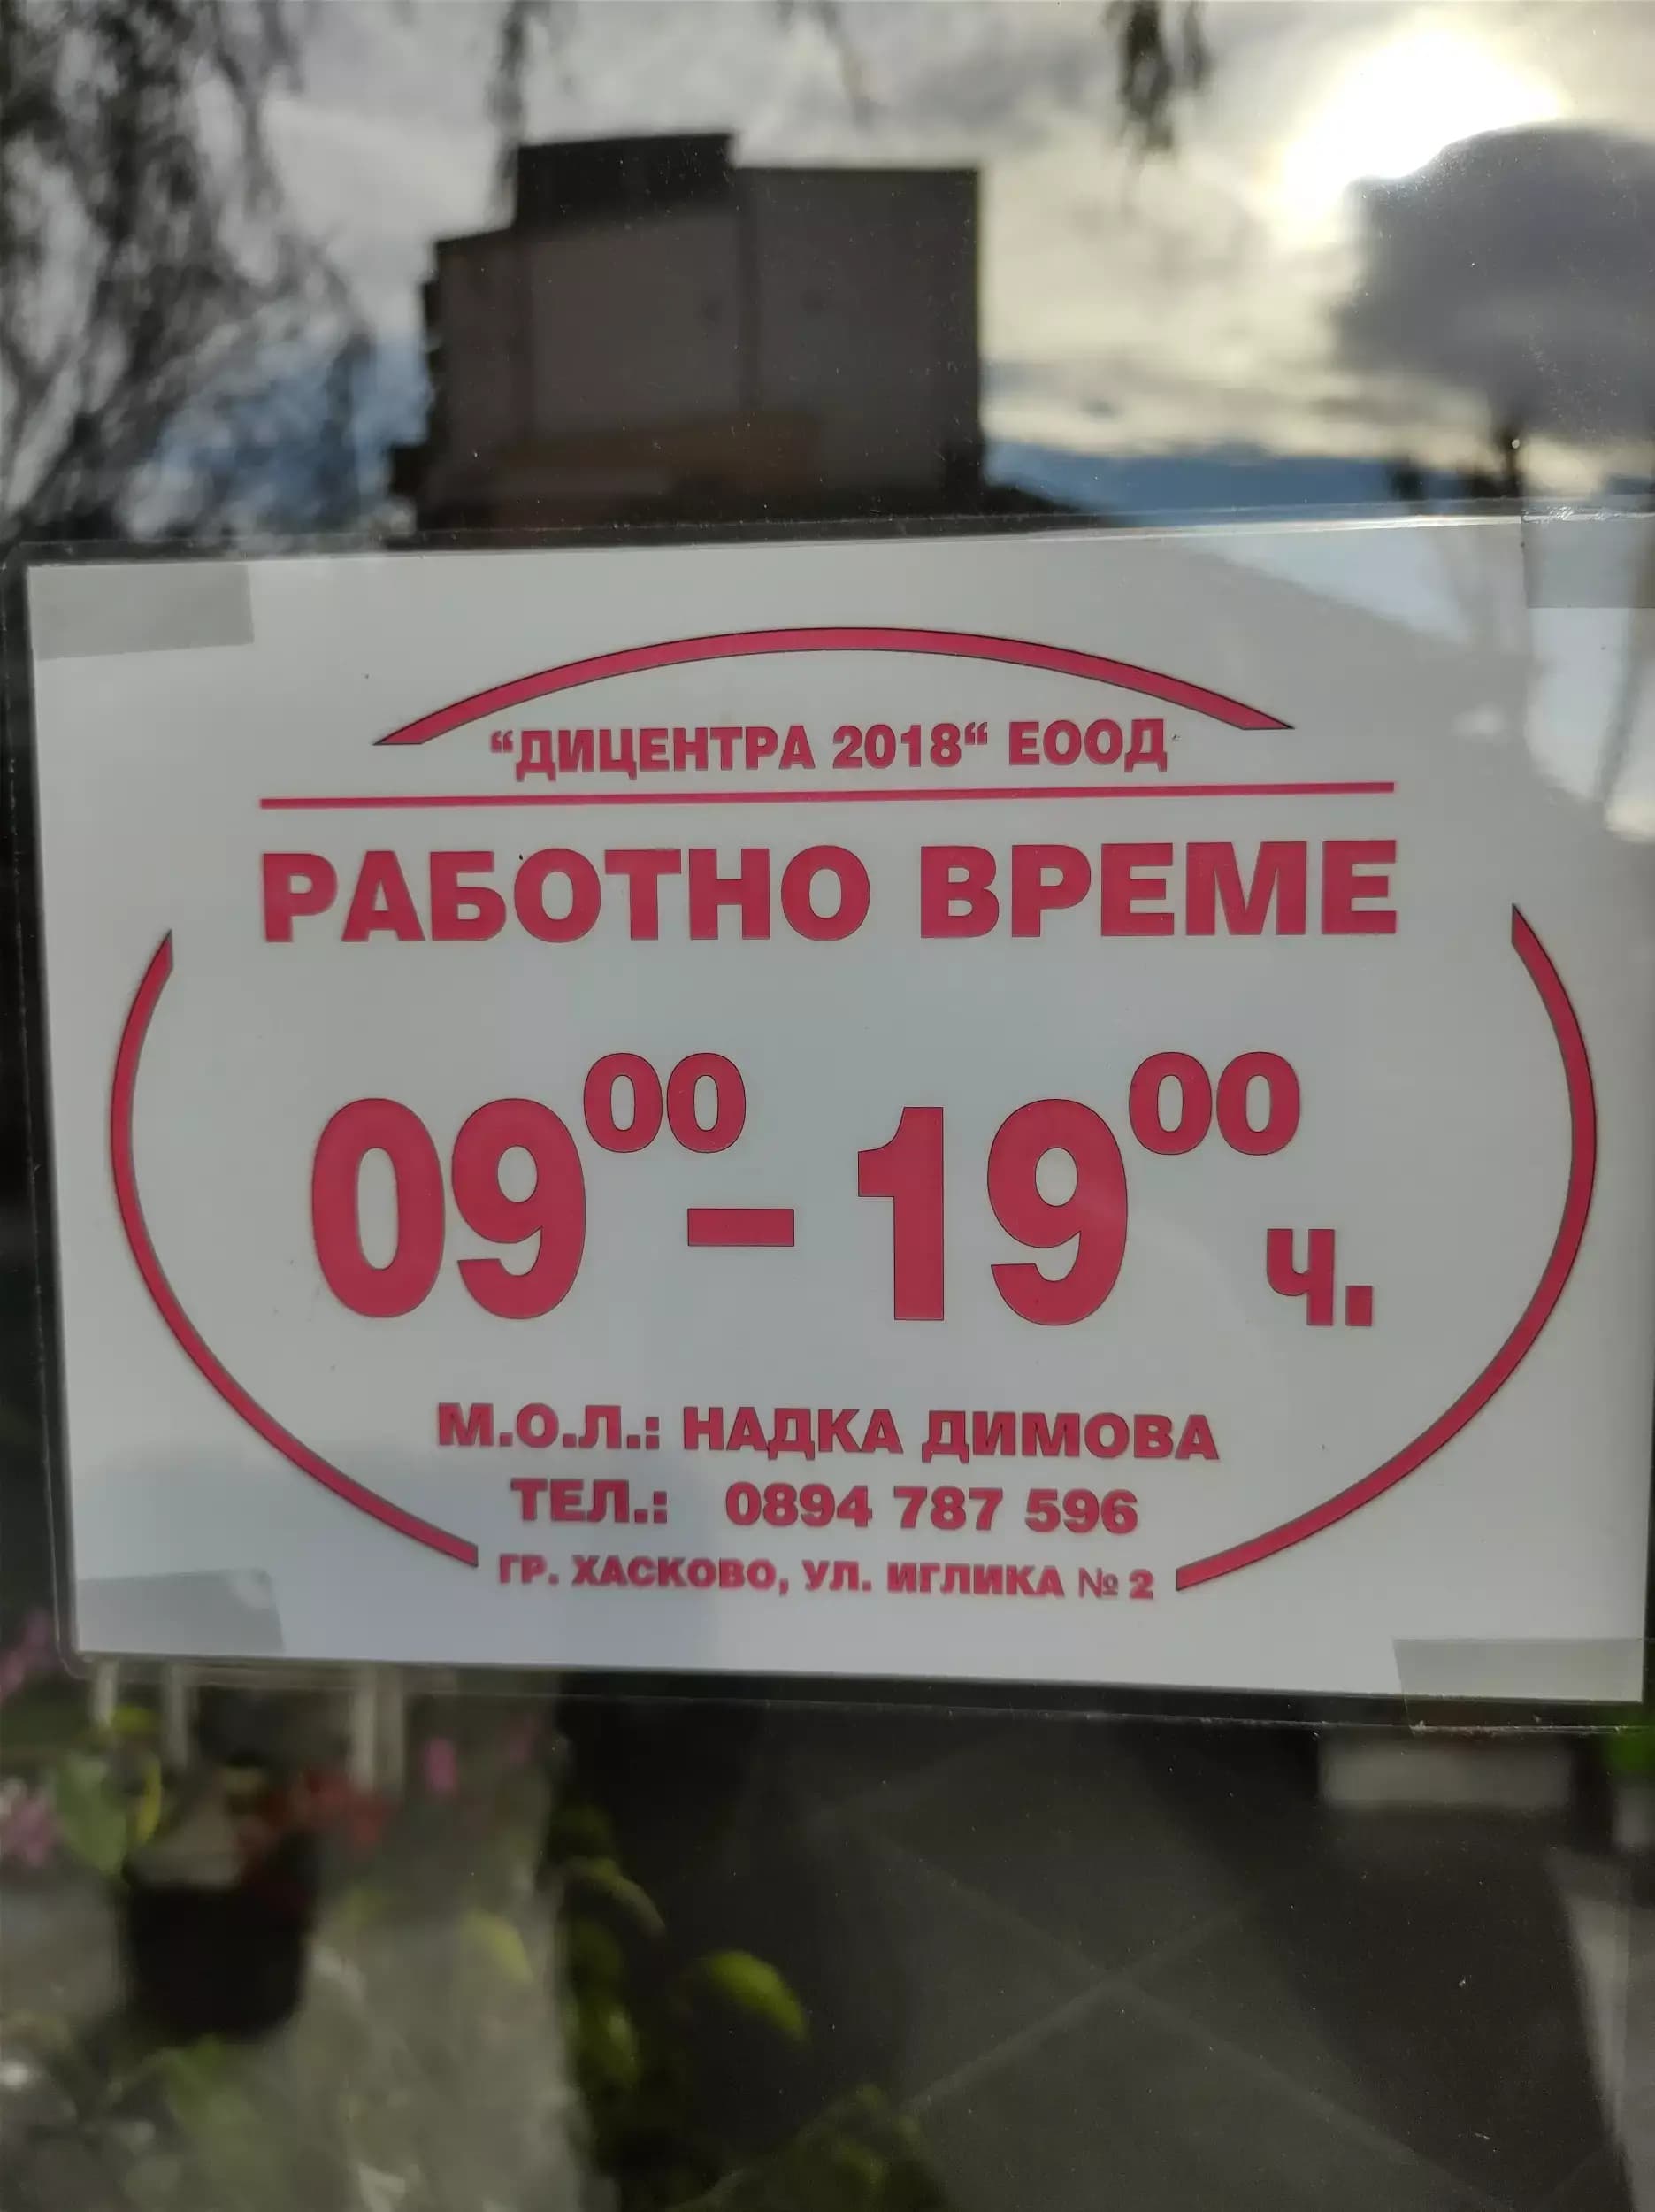 “ДИЦЕНТРА 2018“ ЕООД
РАБОТНО ВРЕМЕ
09⁰⁰ – 19⁰⁰ ч.
М.О.Л.: НАДКА ДИМОВА
ТЕЛ.: 0894 787 596
ГР. ХАСКОВО, УЛ. ИГЛИКА № 2